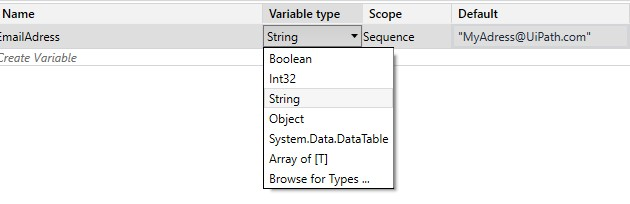 Name Variable type Scope Default
EmailAdress String Sequence "MyAdress@UiPath.com"
Create Variable
Boolean
Int32
String
Object
System.Data.DataTable
Array of [T]
Browse for Types ...